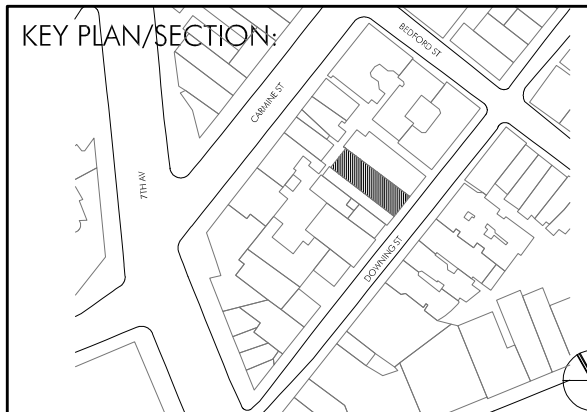 KEY PLAN/SECTION:
BEDFORD ST
CARMINE ST
7TH AV
DOWNING ST